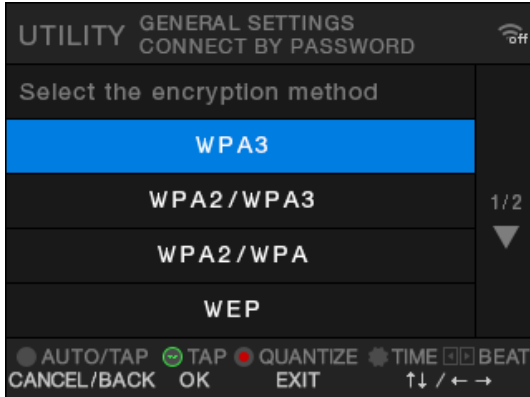 UTILITY
GENERAL SETTINGS
CONNECT BY PASSWORD
off
Select the encryption method
WPA3
WPA2/WPA3
1/2
WPA2/WPA
WEP
AUTO/TAP TAP QUANTIZE TIME BEAT
CANCEL/BACK OK EXIT ↑↓/←→